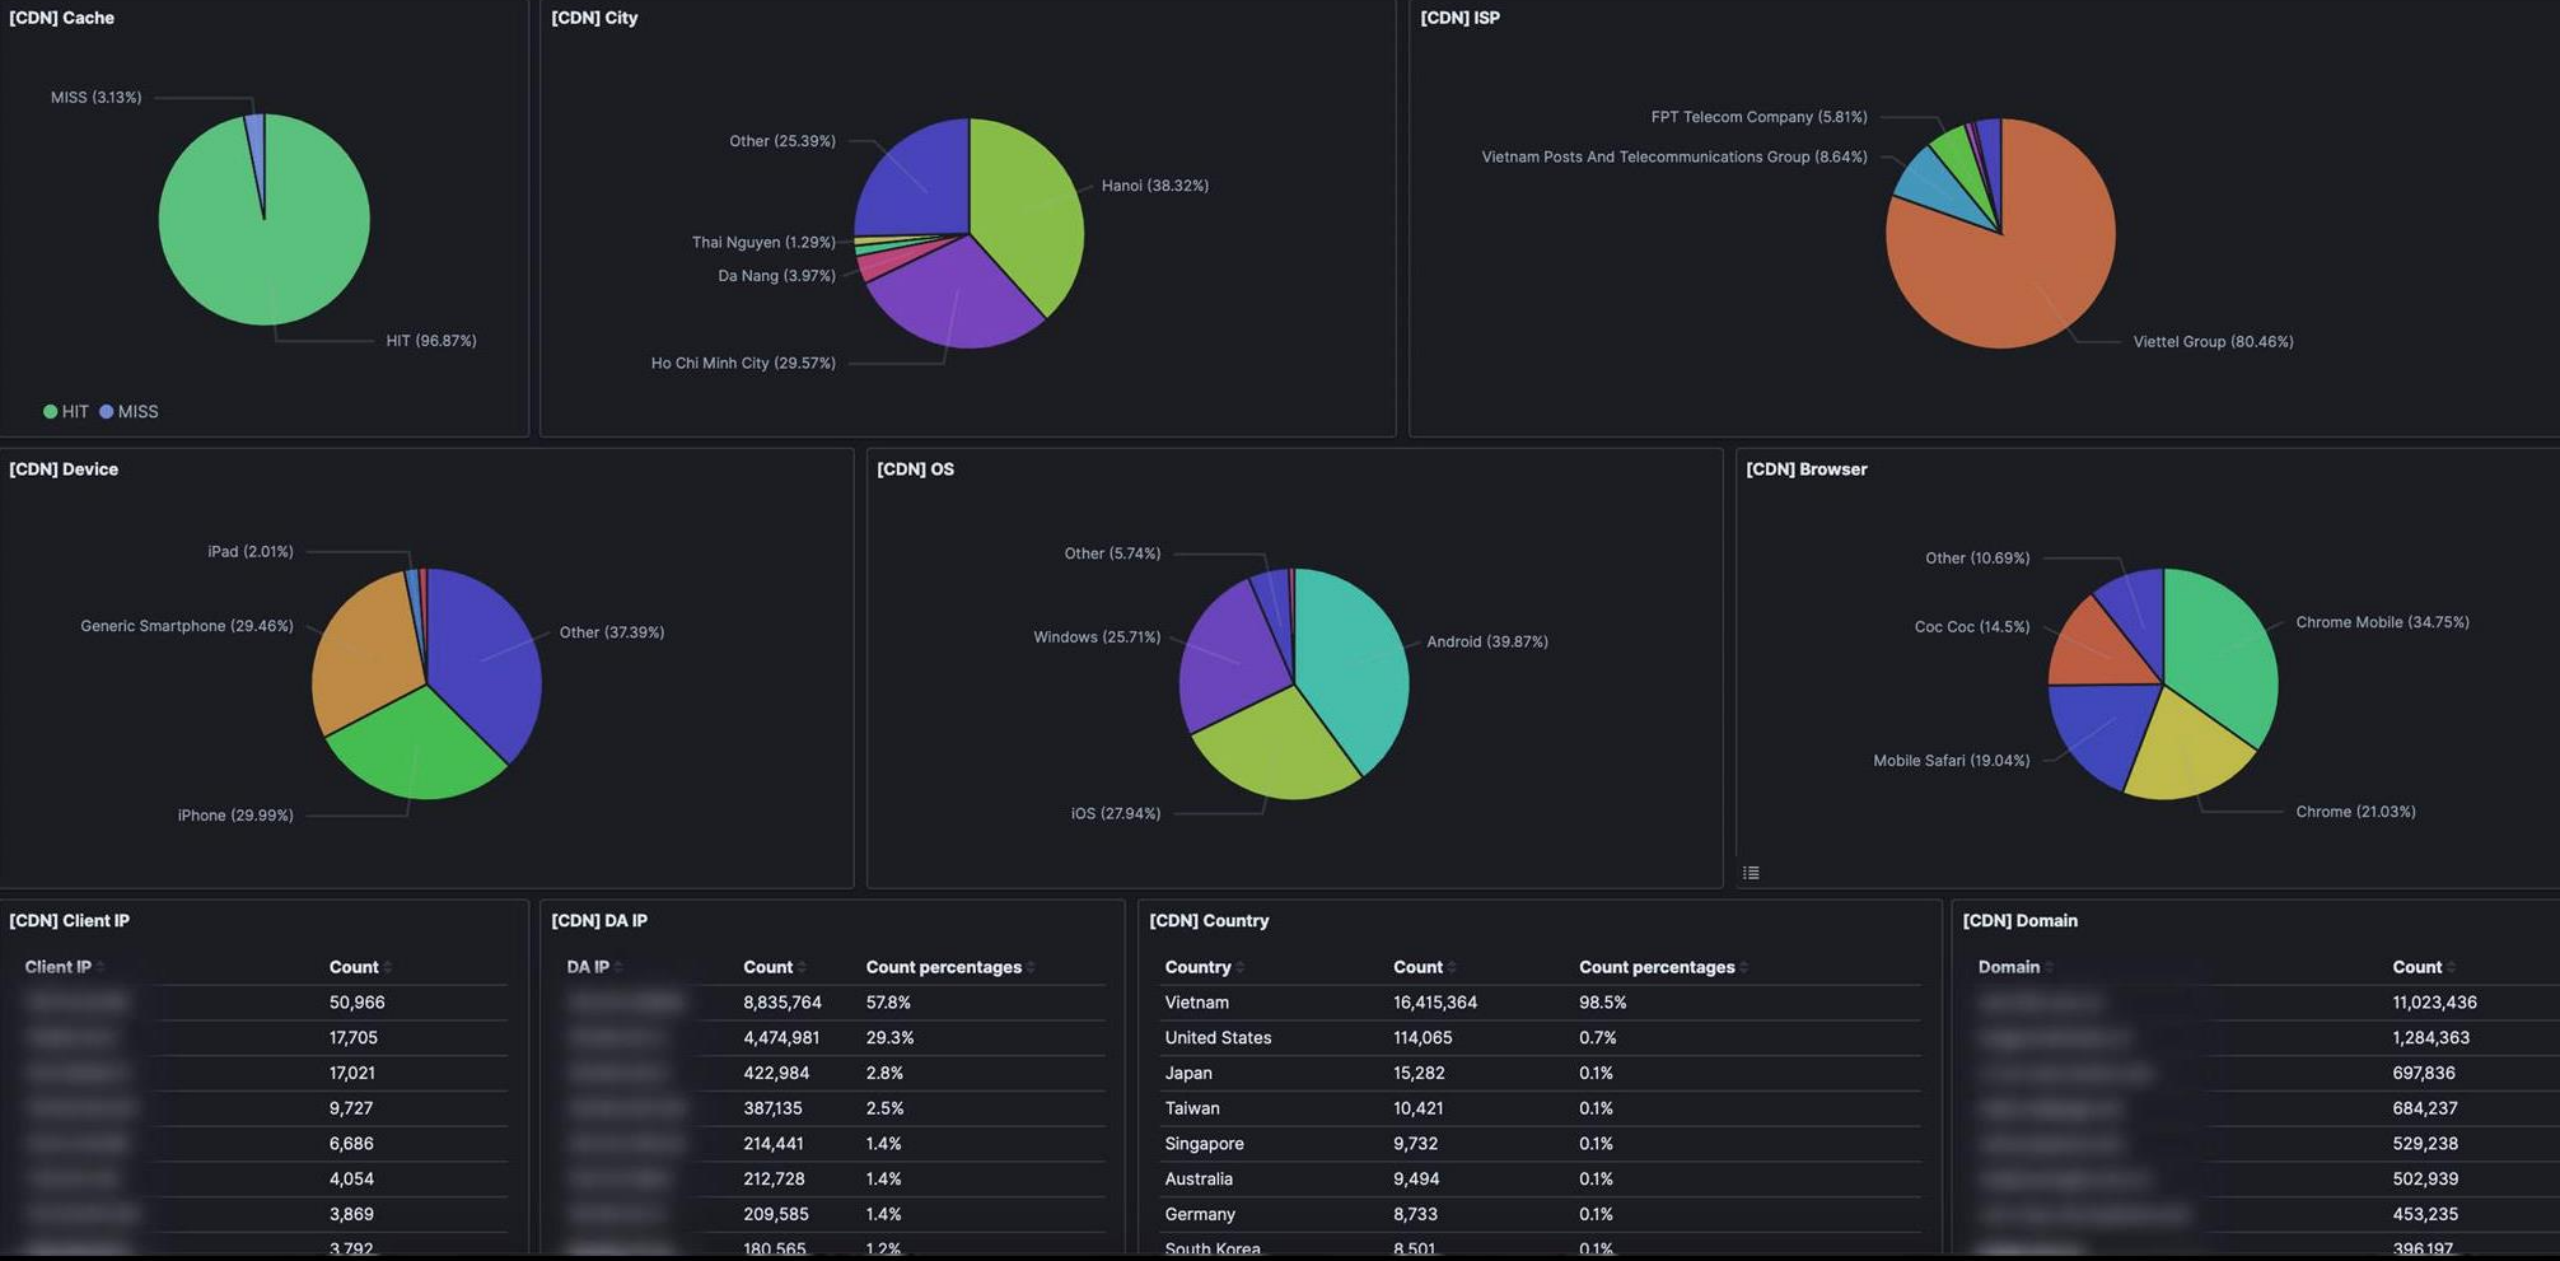 [CDN] Cache
MISS (3.13%)
HIT (96.87%)
HIT MISS
[CDN] City
Other (25.39%)
Hanoi (38.32%)
Thai Nguyen (1.29%)
Da Nang (3.97%)
Ho Chi Minh City (29.57%)
[CDN] ISP
FPT Telecom Company (5.81%)
Vietnam Posts And Telecommunications Group (8.64%)
Viettel Group (80.46%)
[CDN] Device
iPad (2.01%)
Generic Smartphone (29.46%)
Other (37.39%)
iPhone (29.99%)
[CDN] OS
Other (5.74%)
Windows (25.71%)
Android (39.87%)
iOS (27.94%)
[CDN] Browser
Other (10.69%)
Chrome Mobile (34.75%)
Coc Coc (14.5%)
Mobile Safari (19.04%)
Chrome (21.03%)
[CDN] Client IP
Client IP Count
50,966
17,705
17,021
9,727
6,686
4,054
3,869
3,792
[CDN] DA IP
DA IP Count Count percentages
8,835,764 57.8%
4,474,981 29.3%
422,984 2.8%
387,135 2.5%
214,441 1.4%
212,728 1.4%
209,585 1.4%
180,565 1.2%
[CDN] Country
Country Count Count percentages
Vietnam 16,415,364 98.5%
United States 114,065 0.7%
Japan 15,282 0.1%
Taiwan 10,421 0.1%
Singapore 9,732 0.1%
Australia 9,494 0.1%
Germany 8,733 0.1%
South Korea 8,501 0.1%
[CDN] Domain
Domain Count
11,023,436
1,284,363
697,836
684,237
529,238
502,939
453,235
396,197